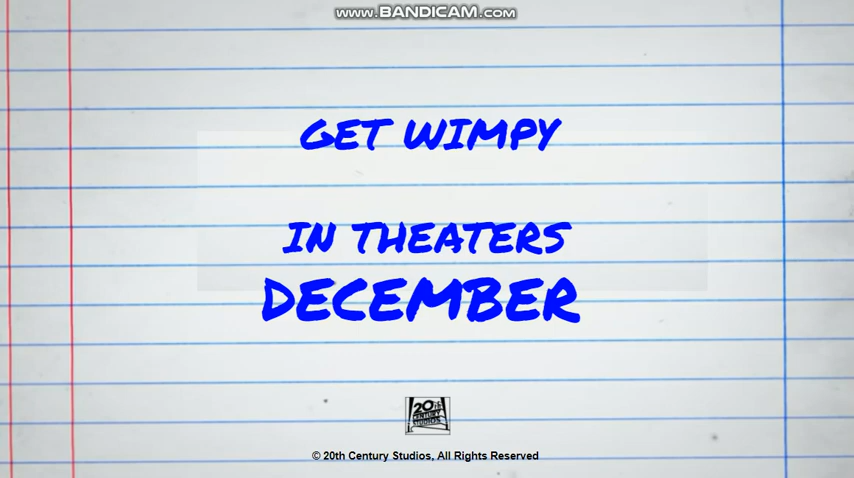 www.BANDICAM.com
GET WIMPY
IN THEATERS
DECEMBER
20th
CENTURY
STUDIOS
© 20th Century Studios, All Rights Reserved